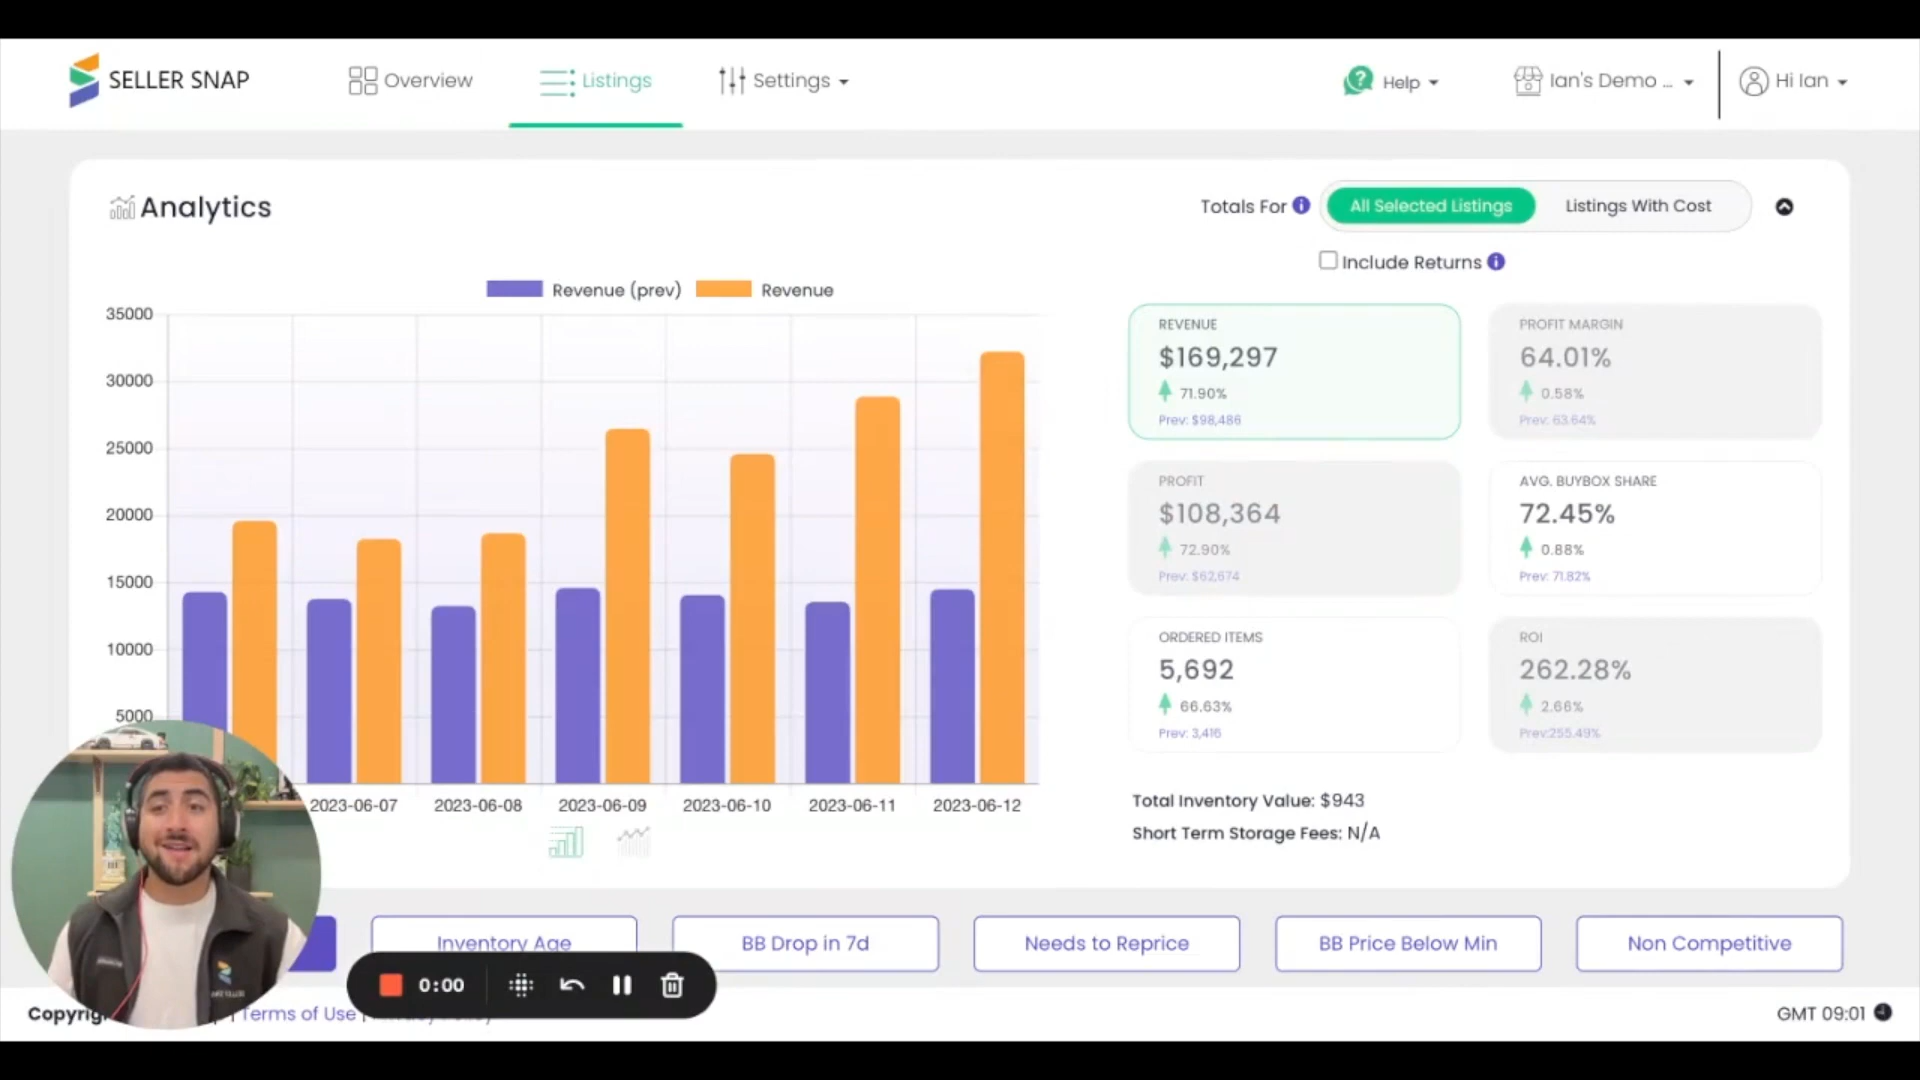 SELLER SNAP
Overview
Listings
Settings
Help
Ian's Demo ...
Hi Ian
Analytics
Totals For
All Selected Listings
Listings With Cost
Include Returns
Revenue (prev)
Revenue
35000
30000
25000
20000
15000
10000
5000
2023-06-07
2023-06-08
2023-06-09
2023-06-10
2023-06-11
2023-06-12
REVENUE
$169,297
71.90%
Prev: $98,486
PROFIT MARGIN
64.01%
0.58%
Prev: 63.64%
PROFIT
$108,364
72.90%
Prev: $62,674
AVG. BUYBOX SHARE
72.45%
0.88%
Prev: 71.82%
ORDERED ITEMS
5,692
66.63%
Prev: 3,416
ROI
262.28%
2.66%
Prev:255.49%
Total Inventory Value: $943
Short Term Storage Fees: N/A
Inventory Age
BB Drop in 7d
Needs to Reprice
BB Price Below Min
Non Competitive
0:00
Terms of Use
GMT 09:01